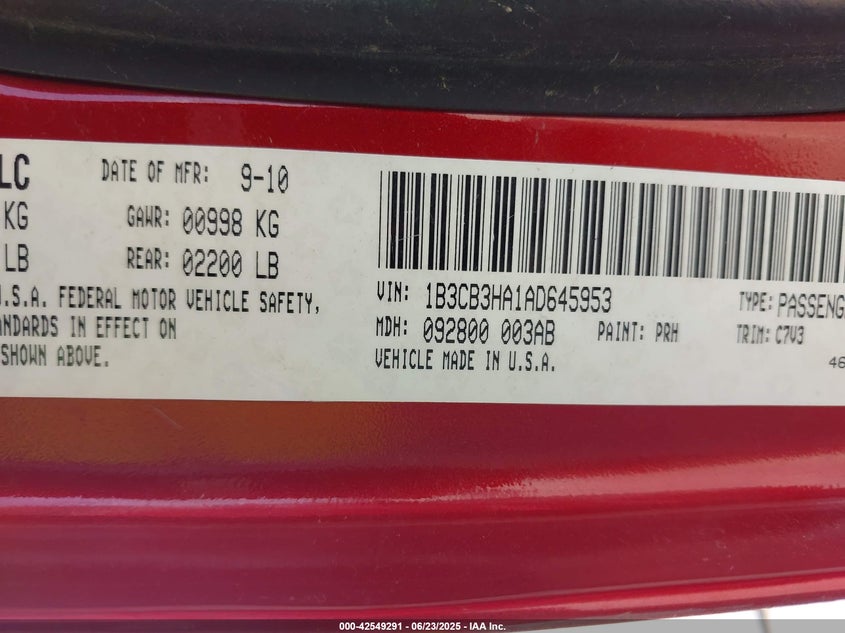 LC DATE OF MFR: 9-10
KG GAWR: 00998 KG
LB REAR: 02200 LB
U.S.A. FEDERAL MOTOR VEHICLE SAFETY,
ANDARDS IN EFFECT ON
SHOWN ABOVE.
VIN: 1B3CB3HA1AD645953 TYPE: PASSENG
MDH: 092800 003AB PAINT: PRH TRIM: C7V3
VEHICLE MADE IN U.S.A. 46
000-42549291 - 06/23/2025 - IAA Inc.